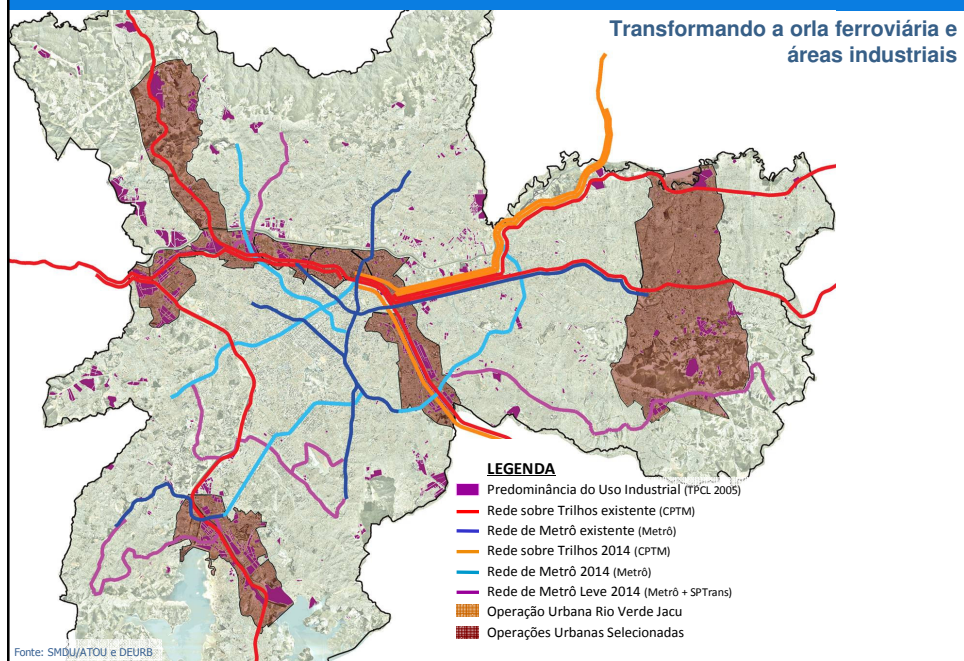 Transformando a orla ferroviária e
áreas industriais
LEGENDA
Predominância do Uso Industrial (TPCL 2005)
Rede sobre Trilhos existente (CPTM)
Rede de Metrô existente (Metrô)
Rede sobre Trilhos 2014 (CPTM)
Rede de Metrô 2014 (Metrô)
Rede de Metrô Leve 2014 (Metrô + SPTrans)
Operação Urbana Rio Verde Jacu
Operações Urbanas Selecionadas
Fonte: SMDU/ATOU e DEURB